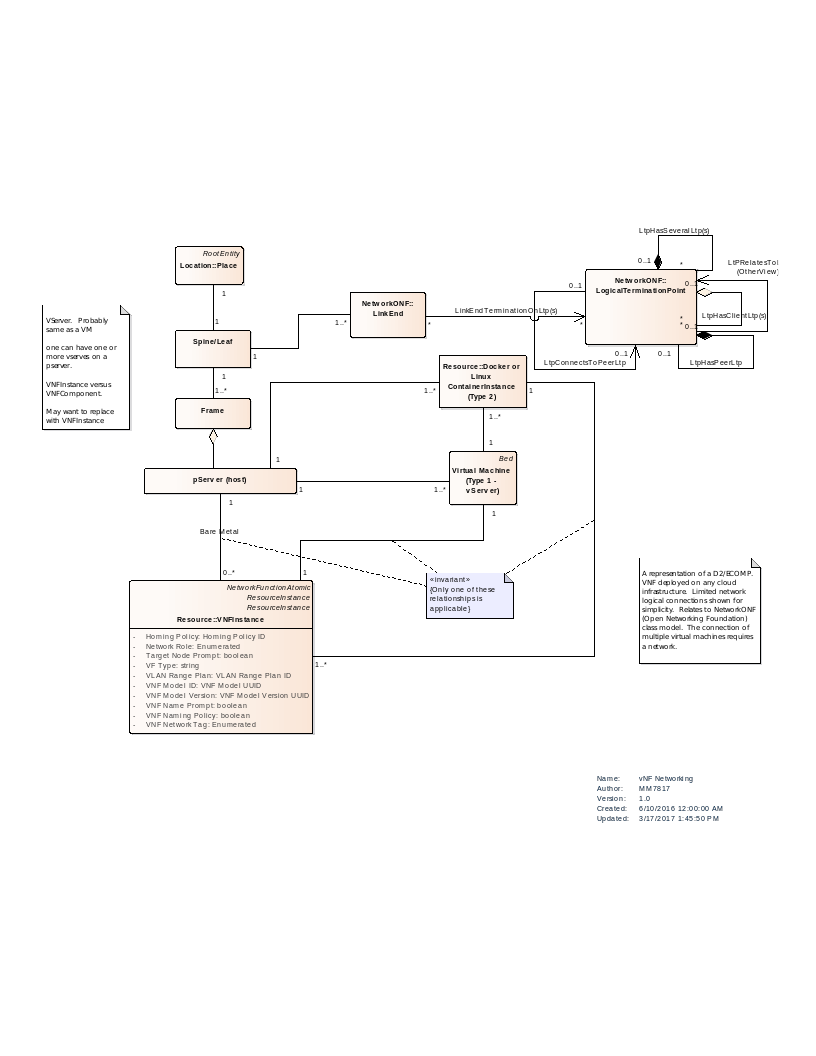 LtpHasSeveralLtp(s)
RootEntity
Location::Place
0..1
*
LtPRelatesTo
(OtherView)
NetworkONF::
LogicalTerminationPoint
0..1
0..1
1
NetworkONF::
LinkEnd
LinkEndTerminationOnLtp(s)
LtpHasClientLtp(s)
VServer. Probably
same as a VM
one can have one or
more vserves on a
pserver.
VNFInstance versus
VNFComponent.
May want to replace
with VNFInstance
1
1..*
*
*
*
*
0..1
Spine/Leaf
1
0..1
0..1
LtpConnectsToPeerLtp
LtpHasPeerLtp
Resource::Docker or
Linux
ContainerInstance
(Type 2)
1
1..*
1..*
1
Frame
1..*
1
1
Bed
Virtual Machine
(Type 1 -
vServer)
pServer (host)
1
1..*
1
1
Bare Metal
0..*
1
«invariant»
{Only one of these
relationships is
applicable}
A representation of a D2/ECOMP.
VNF deployed on any cloud
infrastructure. Limited network
logical connections shown for
simplicity. Relates to NetworkONF
(Open Networking Foundation)
class model. The connection of
multiple virtual machines requires
a network.
NetworkFunctionAtomic
ResourceInstance
ResourceInstance
Resource::VNFInstance
- Homing Policy: Homing Policy ID
- Network Role: Enumerated
- Target Node Prompt: boolean
- VF Type: string
- VLAN Range Plan: VLAN Range Plan ID
- VNF Model ID: VNF Model UUID
- VNF Model Version: VNF Model Version UUID
- VNF Name Prompt: boolean
- VNF Naming Policy: boolean
- VNF Network Tag: Enumerated
1..*
Name: vNF Networking
Author: MM7817
Version: 1.0
Created: 6/10/2016 12:00:00 AM
Updated: 3/17/2017 1:45:50 PM